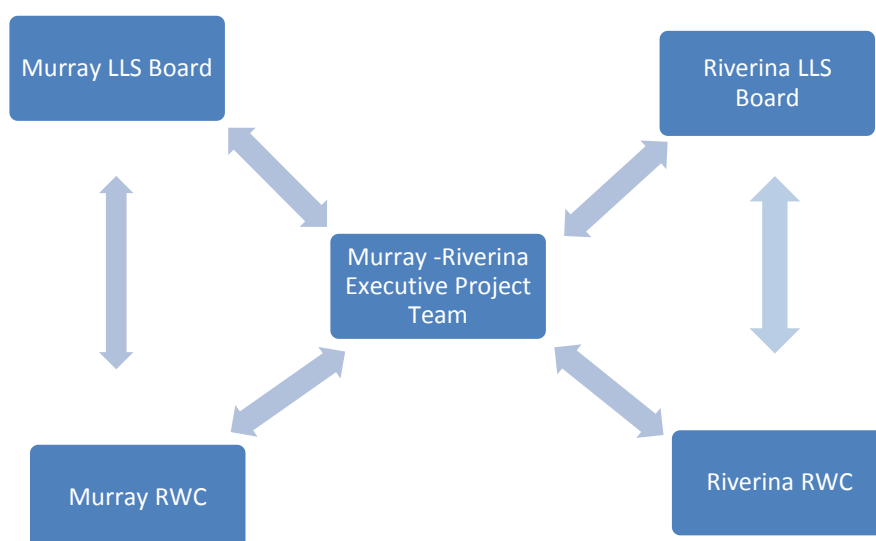 Murray LLS Board
Riverina LLS
Board
Murray -Riverina
Executive Project
Team
Murray RWC
Riverina RWC